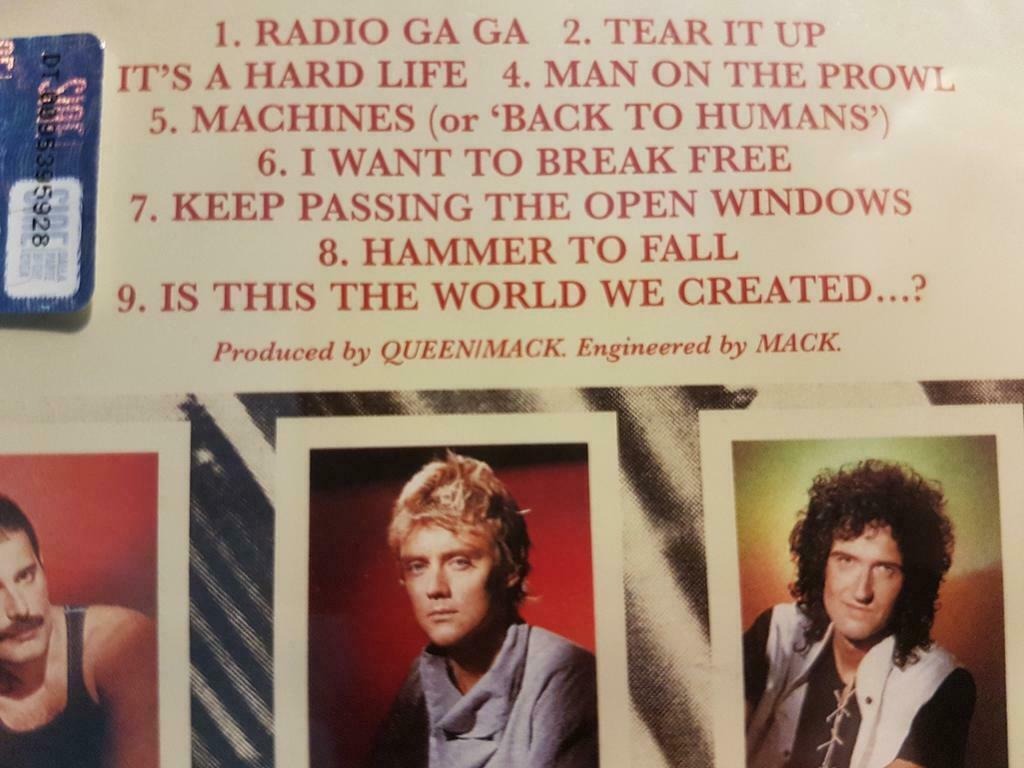 1. RADIO GA GA 2. TEAR IT UP
IT'S A HARD LIFE 4. MAN ON THE PROWL
5. MACHINES (or 'BACK TO HUMANS')
6. I WANT TO BREAK FREE
7. KEEP PASSING THE OPEN WINDOWS
8. HAMMER TO FALL
9. IS THIS THE WORLD WE CREATED...?
Produced by QUEEN/MACK. Engineered by MACK.